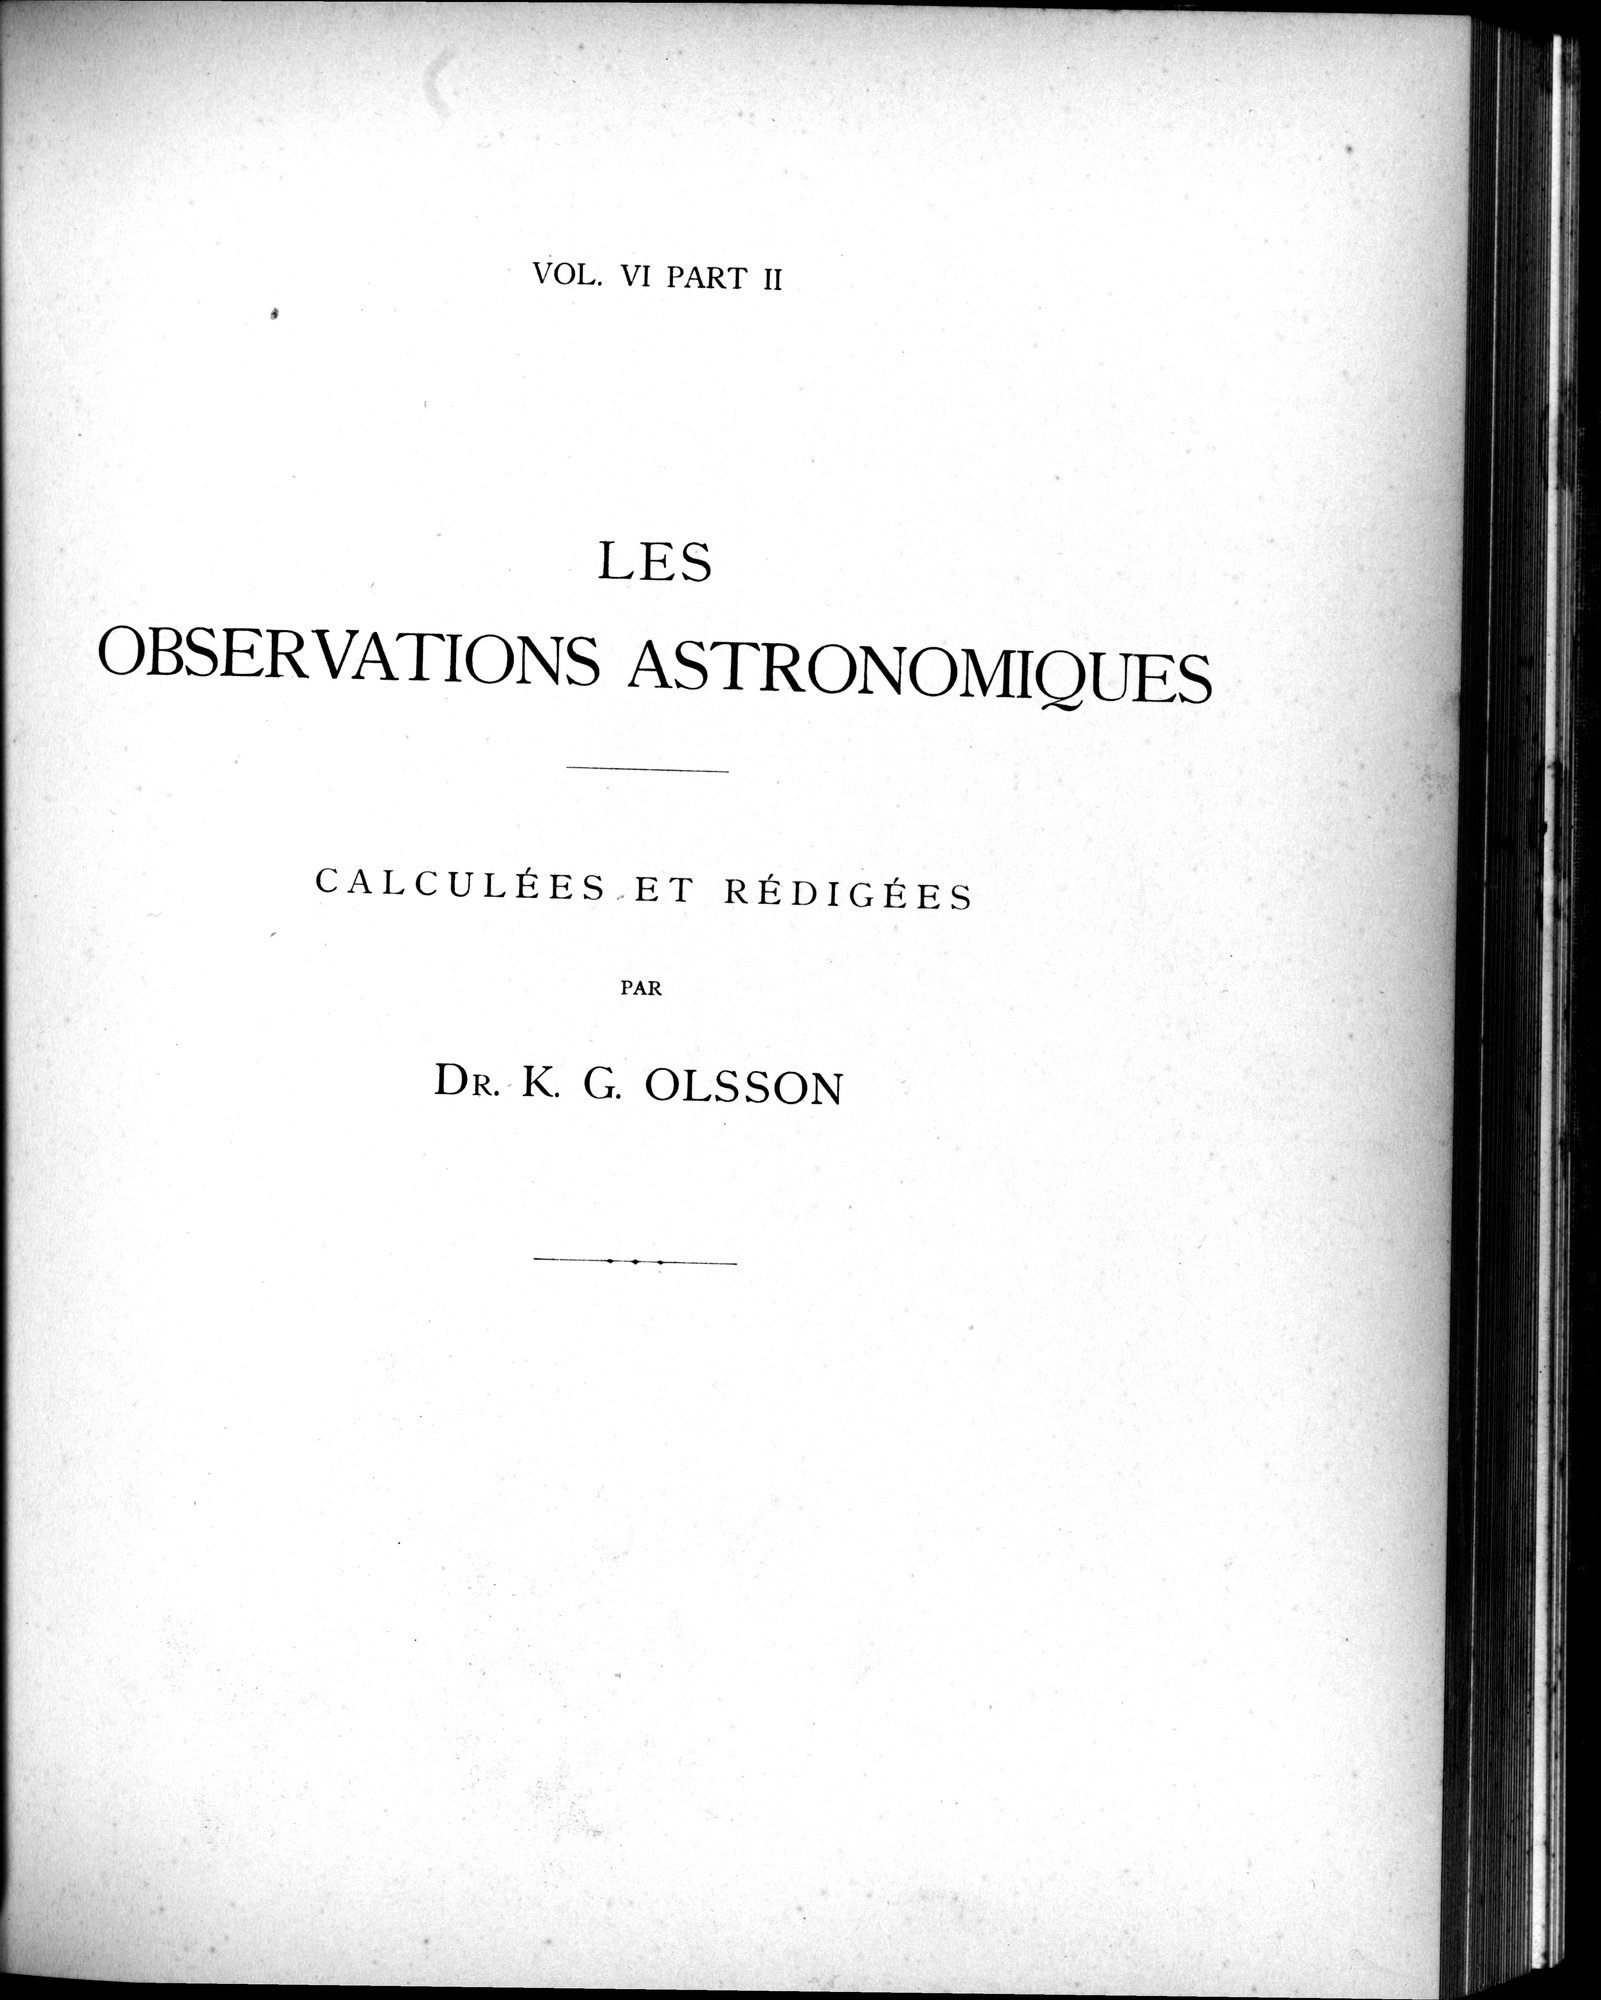 VOL. VI PART II
LES
OBSERVATIONS ASTRONOMIQUES
CALCULÉES ET RÉDIGÉES
PAR
DR. K. G. OLSSON